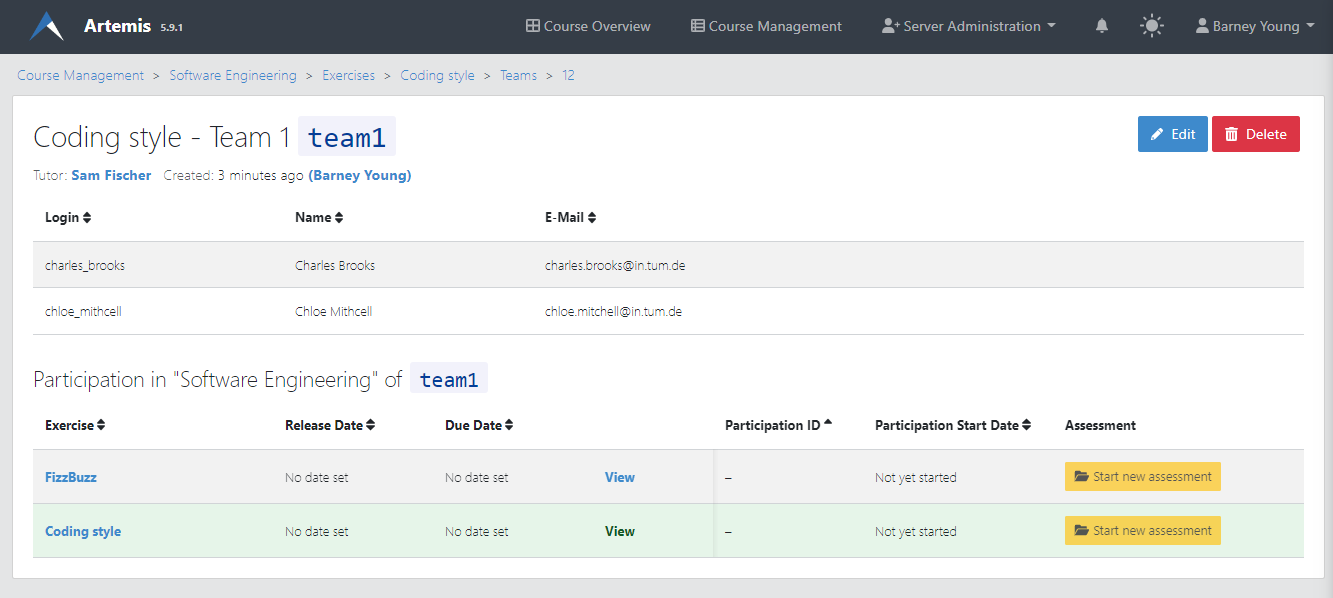 Artemis 5.9.1 Course Overview Course Management Server Administration Barney Young
Course Management > Software Engineering > Exercises > Coding style > Teams > 12
Coding style - Team 1 team1 Edit Delete
Tutor: Sam Fischer Created: 3 minutes ago (Barney Young)
Login Name E-Mail
charles_brooks Charles Brooks charles.brooks@in.tum.de
chloe_mithcell Chloe Mithcell chloe.mitchell@in.tum.de
Participation in "Software Engineering" of team1
Exercise Release Date Due Date Participation ID Participation Start Date Assessment
FizzBuzz No date set No date set View – Not yet started Start new assessment
Coding style No date set No date set View – Not yet started Start new assessment